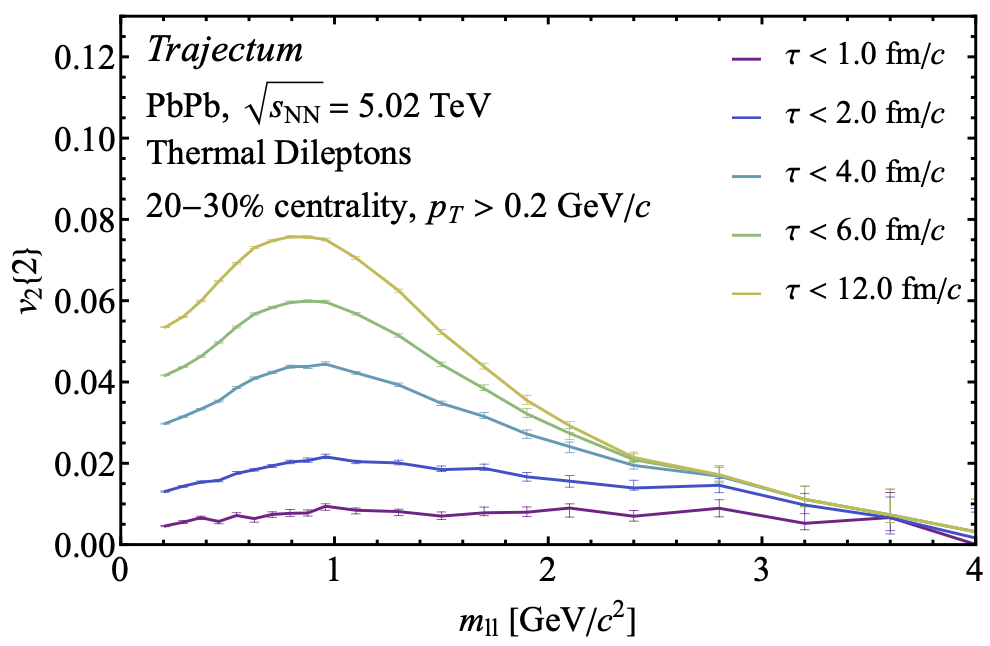 Trajectum
PbPb, √sNN = 5.02 TeV
Thermal Dileptons
20–30% centrality, pT > 0.2 GeV/c
τ < 1.0 fm/c
τ < 2.0 fm/c
τ < 4.0 fm/c
τ < 6.0 fm/c
τ < 12.0 fm/c
v2{2}
0.12
0.10
0.08
0.06
0.04
0.02
0.00
0 1 2 3 4
mll [GeV/c²]